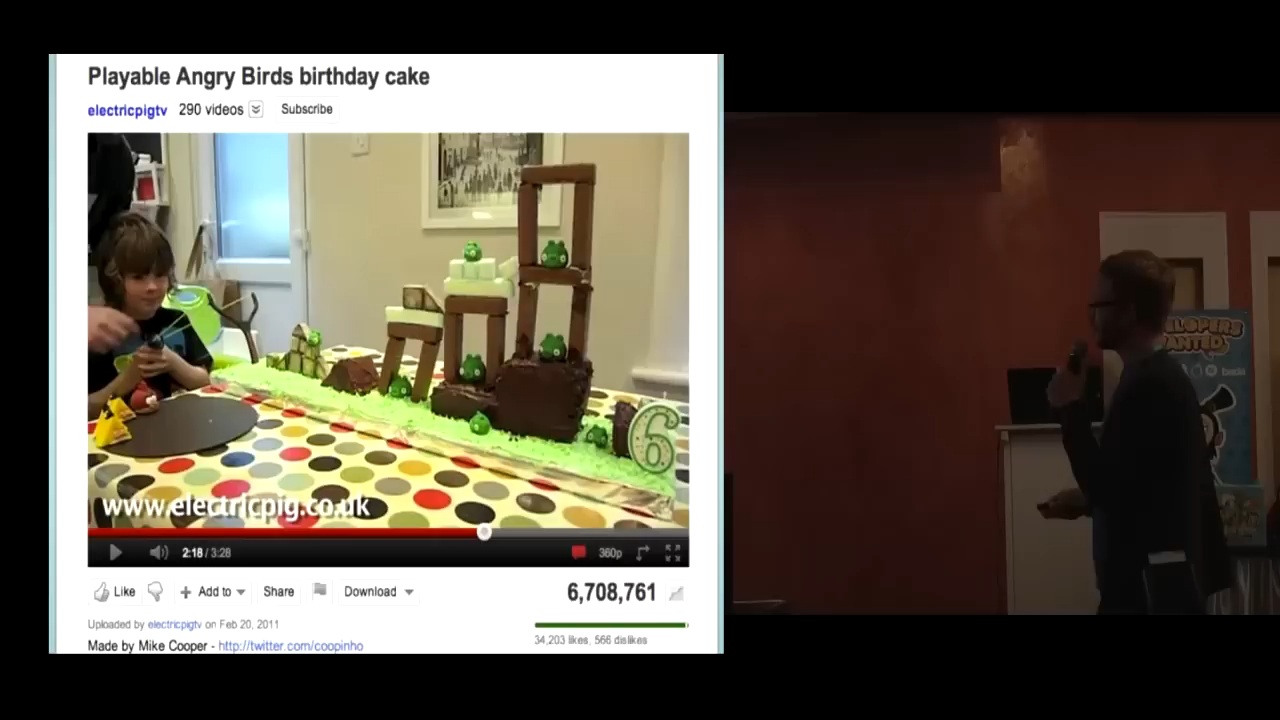 Playable Angry Birds birthday cake
electricpigtv 290 videos Subscribe
6
www.electricpig.co.uk
2:18 / 3:28 360p
Like Add to Share Download 6,708,761
Uploaded by electricpigtv on Feb 20, 2011
34,203 likes, 566 dislikes
Made by Mike Cooper - http://twitter.com/coopinho